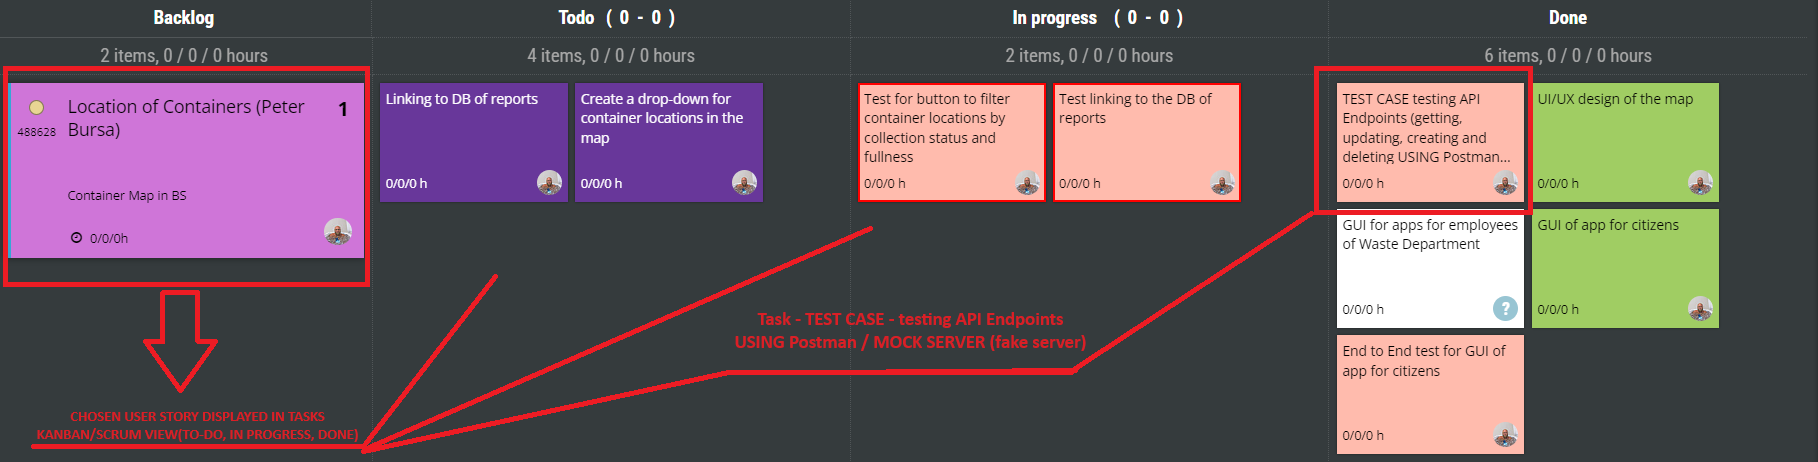 Backlog
2 items, 0 / 0 / 0 hours
Location of Containers (Peter
Bursa)
1
488628
Container Map in BS
0/0/0h
CHOSEN USER STORY DISPLAYED IN TASKS
KANBAN/SCRUM VIEW(TO-DO, IN PROGRESS, DONE)
Todo ( 0 - 0 )
4 items, 0 / 0 / 0 hours
Linking to DB of reports
0/0/0 h
Create a drop-down for
container locations in the
map
0/0/0 h
In progress ( 0 - 0 )
2 items, 0 / 0 / 0 hours
Test for button to filter
container locations by
collection status and
fullness
0/0/0 h
Test linking to the DB of
reports
0/0/0 h
Task - TEST CASE - testing API Endpoints
USING Postman / MOCK SERVER (fake server)
Done
6 items, 0 / 0 / 0 hours
TEST CASE testing API
Endpoints (getting,
updating, creating and
deleting USING Postman...
0/0/0 h
UI/UX design of the map
0/0/0 h
GUI for apps for employees
of Waste Department
0/0/0 h
?
GUI of app for citizens
0/0/0 h
End to End test for GUI of
app for citizens
0/0/0 h